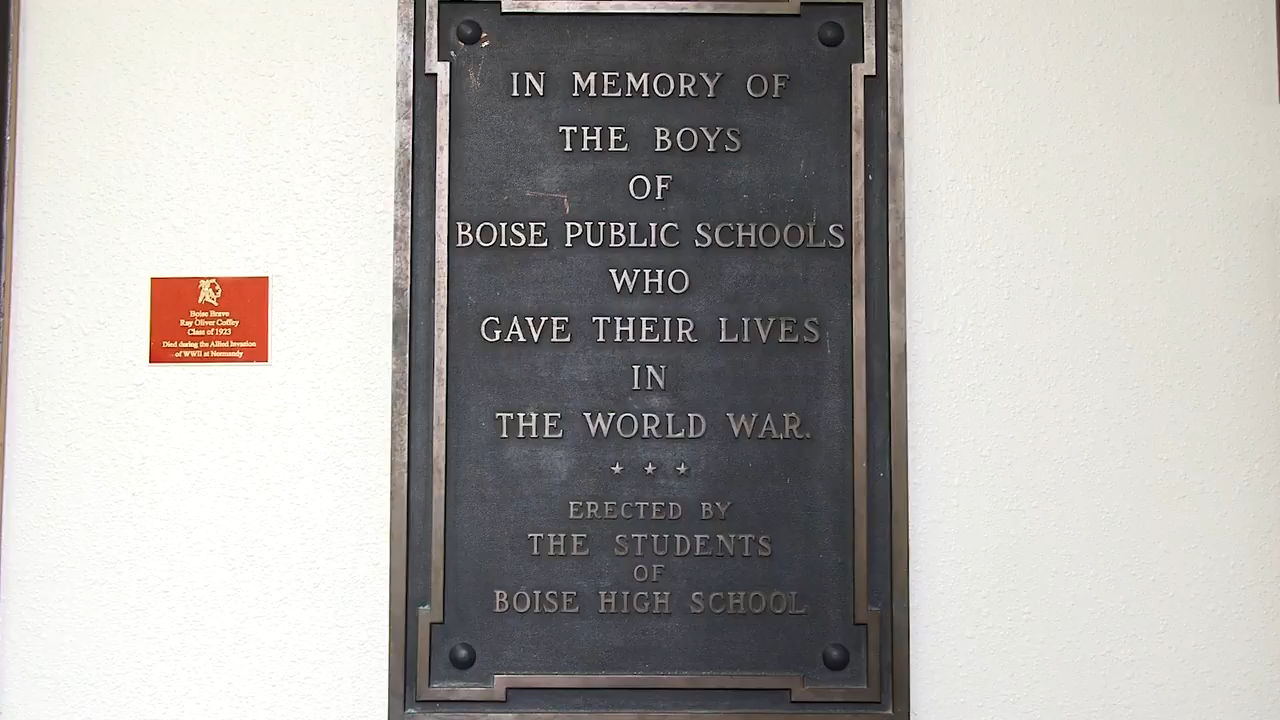 IN MEMORY OF
THE BOYS
OF
BOISE PUBLIC SCHOOLS
WHO
GAVE THEIR LIVES
IN
THE WORLD WAR.
ERECTED BY
THE STUDENTS
OF
BOISE HIGH SCHOOL
Boise Brave
Ray Oliver Coffey
Class of 1923
Died during the Allied Invasion
of WWII at Normandy